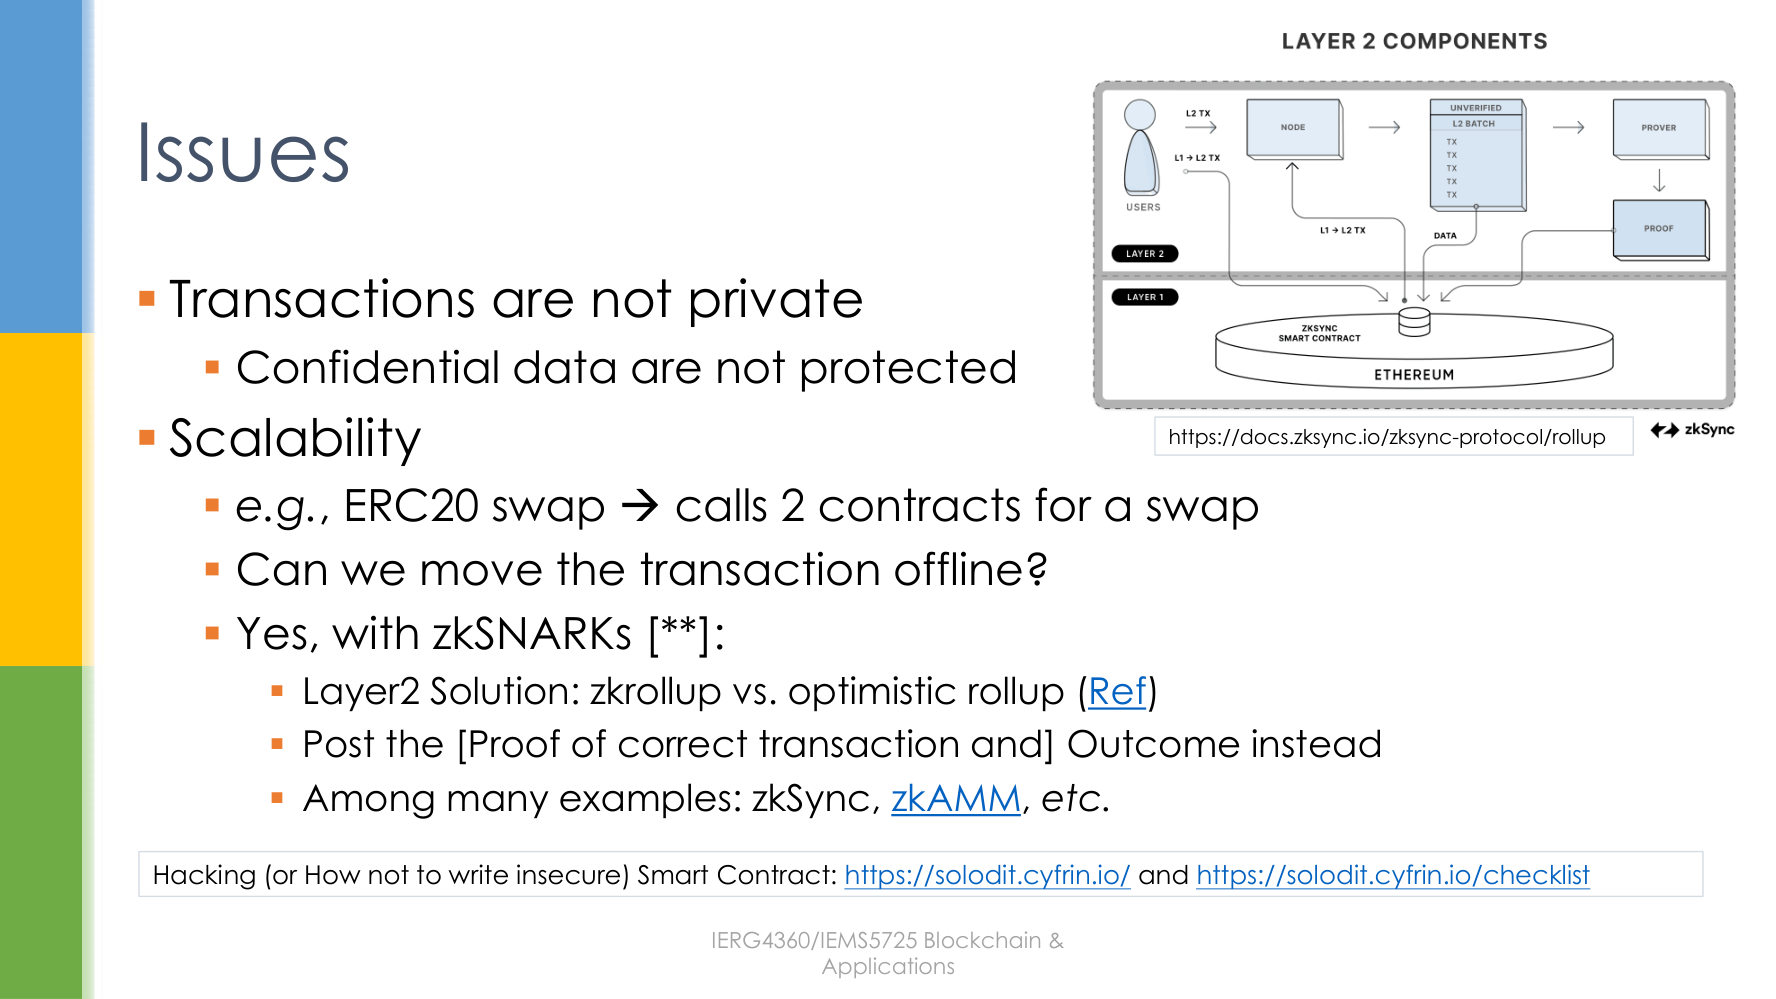 LAYER 2 COMPONENTS
Issues
L2 TX
L1 → L2 TX
USERS
NODE
UNVERIFIED
L2 BATCH
TX
TX
TX
TX
TX
PROVER
PROOF
L1 → L2 TX
DATA
LAYER 2
LAYER 1
ZKSYNC
SMART CONTRACT
ETHEREUM
https://docs.zksync.io/zksync-protocol/rollup
zkSync
Transactions are not private
Confidential data are not protected
Scalability
e.g., ERC20 swap → calls 2 contracts for a swap
Can we move the transaction offline?
Yes, with zkSNARKs [**]:
Layer2 Solution: zkrollup vs. optimistic rollup (Ref)
Post the [Proof of correct transaction and] Outcome instead
Among many examples: zkSync, zkAMM, etc.
Hacking (or How not to write insecure) Smart Contract: https://solodit.cyfrin.io/ and https://solodit.cyfrin.io/checklist
IERG4360/IEMS5725 Blockchain &
Applications